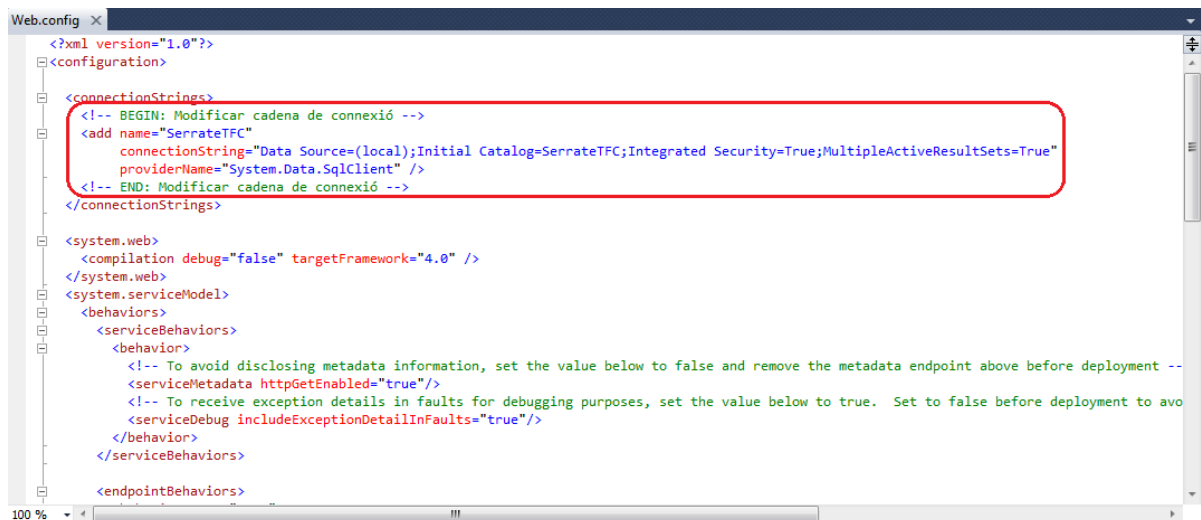 Web.config
<?xml version="1.0"?>
<configuration>
<connectionStrings>
<!-- BEGIN: Modificar cadena de connexió -->
<add name="SerrateTFC"
connectionString="Data Source=(local);Initial Catalog=SerrateTFC;Integrated Security=True;MultipleActiveResultSets=True"
providerName="System.Data.SqlClient" />
<!-- END: Modificar cadena de connexió -->
</connectionStrings>
<system.web>
<compilation debug="false" targetFramework="4.0" />
</system.web>
<system.serviceModel>
<behaviors>
<serviceBehaviors>
<behavior>
<!-- To avoid disclosing metadata information, set the value below to false and remove the metadata endpoint above before deployment --
<serviceMetadata httpGetEnabled="true"/>
<!-- To receive exception details in faults for debugging purposes, set the value below to true.  Set to false before deployment to avo
<serviceDebug includeExceptionDetailInFaults="true"/>
</behavior>
</serviceBehaviors>
<endpointBehaviors>
100 %